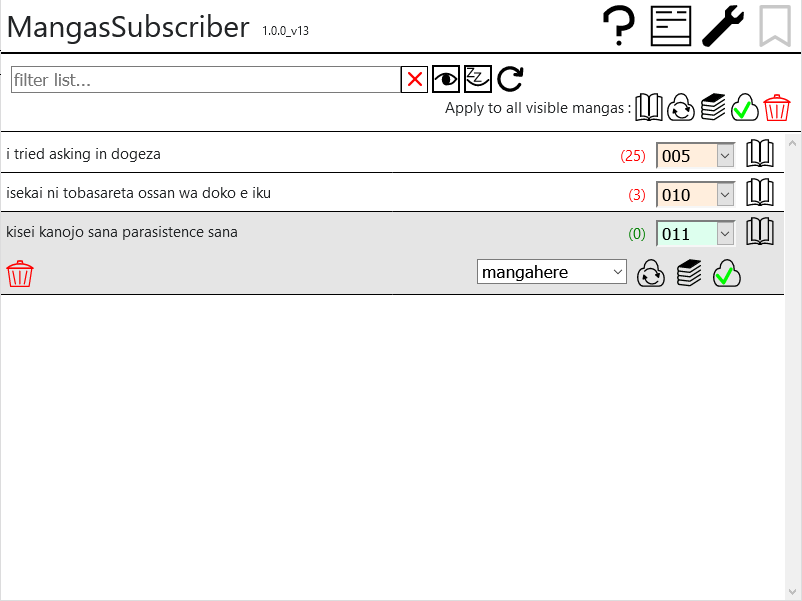 MangasSubscriber 1.0.0_v13
filter list...
Apply to all visible mangas :
i tried asking in dogeza (25) 005
isekai ni tobasareta ossan wa doko e iku (3) 010
kisei kanojo sana parasistence sana (0) 011
mangahere